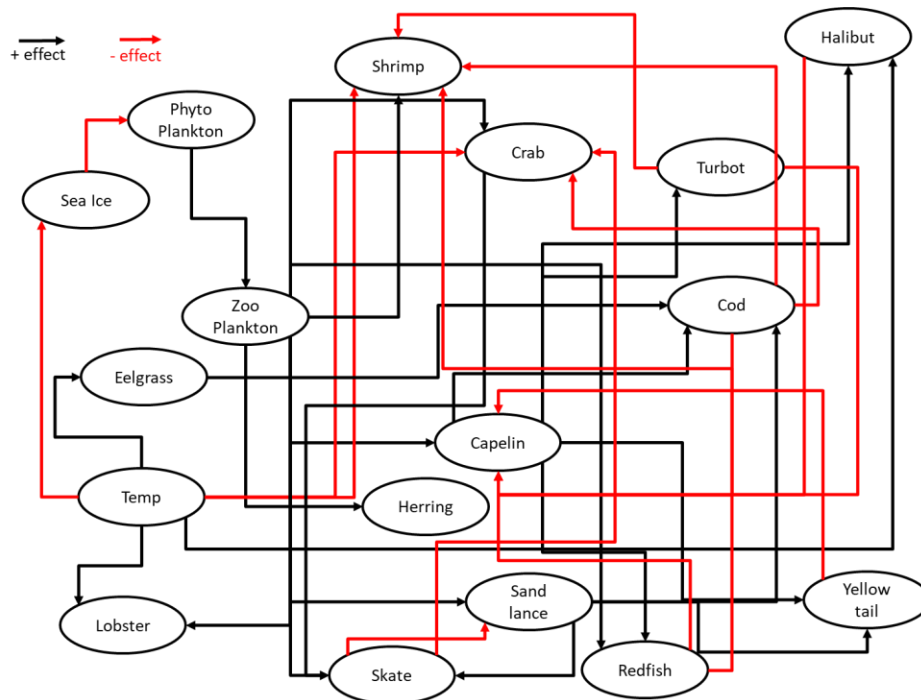 + effect
- effect
Shrimp
Halibut
Phyto
Plankton
Crab
Turbot
Sea Ice
Zoo
Plankton
Cod
Eelgrass
Capelin
Temp
Herring
Sand
lance
Yellow
tail
Lobster
Skate
Redfish